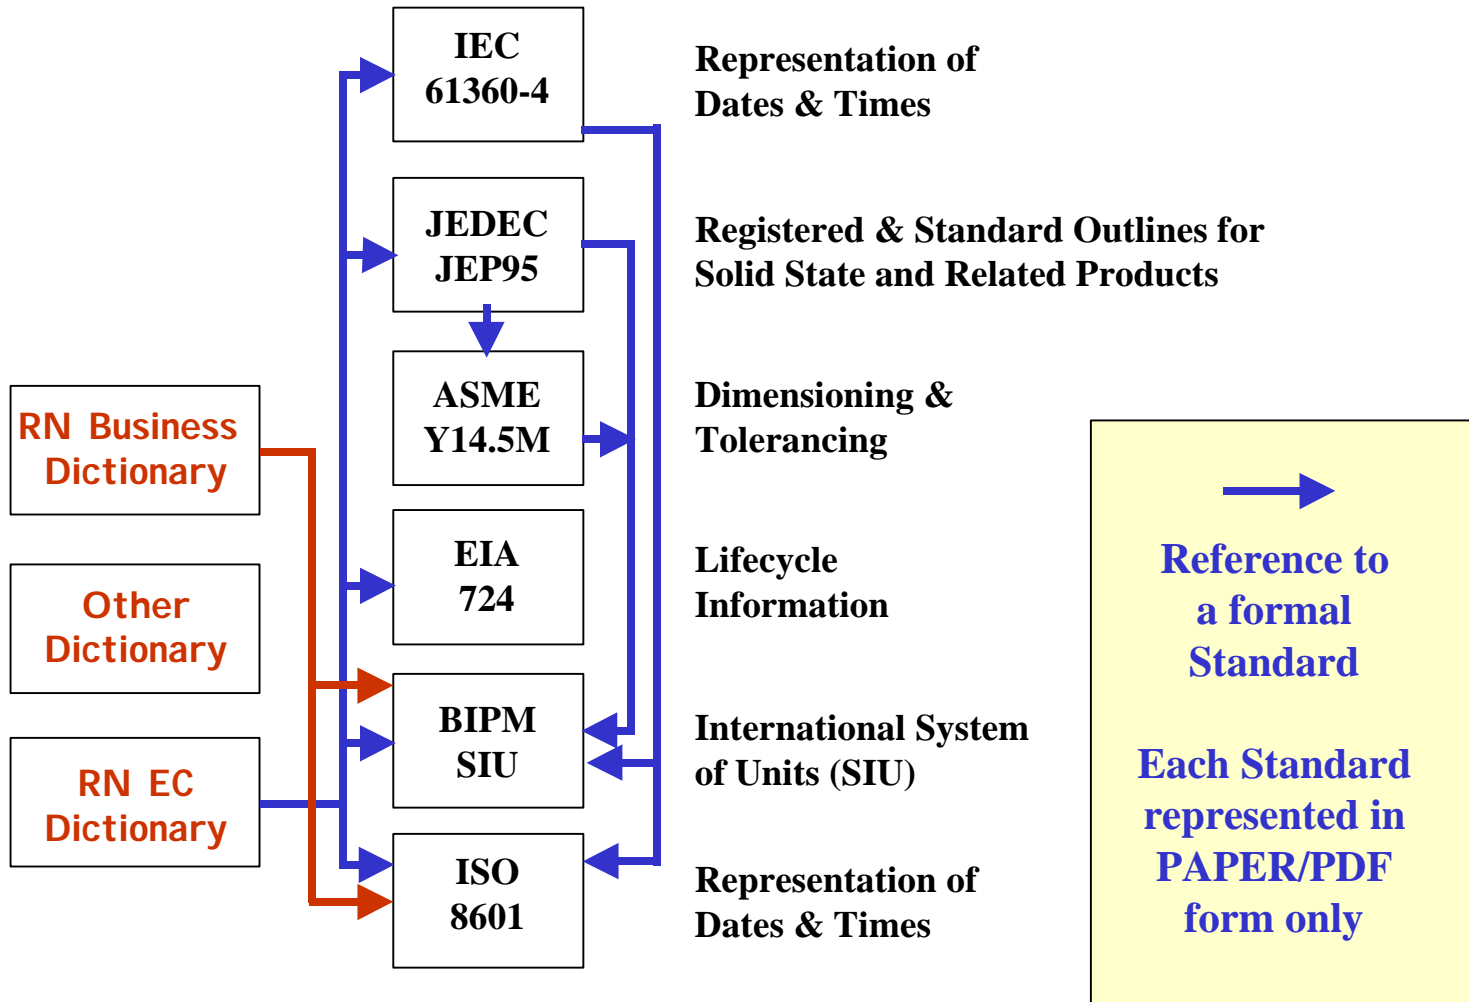 IEC
61360-4
Representation of
Dates & Times
JEDEC
JEP95
Registered & Standard Outlines for
Solid State and Related Products
ASME
Y14.5M
Dimensioning &
Tolerancing
RN Business
Dictionary
EIA
724
Lifecycle
Information
Other
Dictionary
BIPM
SIU
International System
of Units (SIU)
RN EC
Dictionary
ISO
8601
Representation of
Dates & Times
Reference to
a formal
Standard
Each Standard
represented in
PAPER/PDF
form only